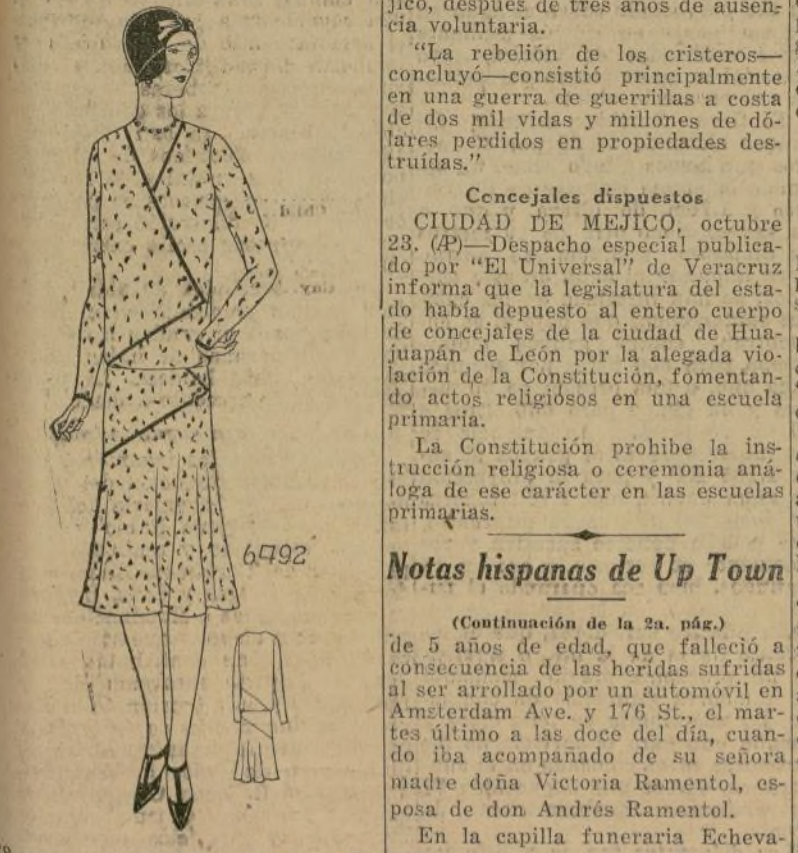 jico, después de tres años de ausen-
cia voluntaria.
"La rebelión de los cristeros—
concluyó—consistió principalmente
en una guerra de guerrillas a costa
de dos mil vidas y millones de dó-
lares perdidos en propiedades des-
truídas."
Concejales dispuestos
CIUDAD DE MEJICO, octubre
23. (AP)—Despacho especial publica-
do por "El Universal" de Veracruz
informa que la legislatura del esta-
do había depuesto al entero cuerpo
de concejales de la ciudad de Hua-
juapán de León por la alegada vio-
lación de la Constitución, fomentan-
do actos religiosos en una escuela
primaria.
La Constitución prohibe la ins-
trucción religiosa o ceremonia aná-
loga de ese carácter en las escuelas
primarias.
Notas hispanas de Up Town
(Continuación de la 2a. pág.)
de 5 años de edad, que falleció a
consecuencia de las heridas sufridas
al ser arrollado por un automóvil en
Amsterdam Ave. y 176 St., el mar-
tes último a las doce del día, cuan-
do iba acompañado de su señora
madre doña Victoria Ramentol, es-
posa de don Andrés Ramentol.
En la capilla funeraria Echeva-
6792